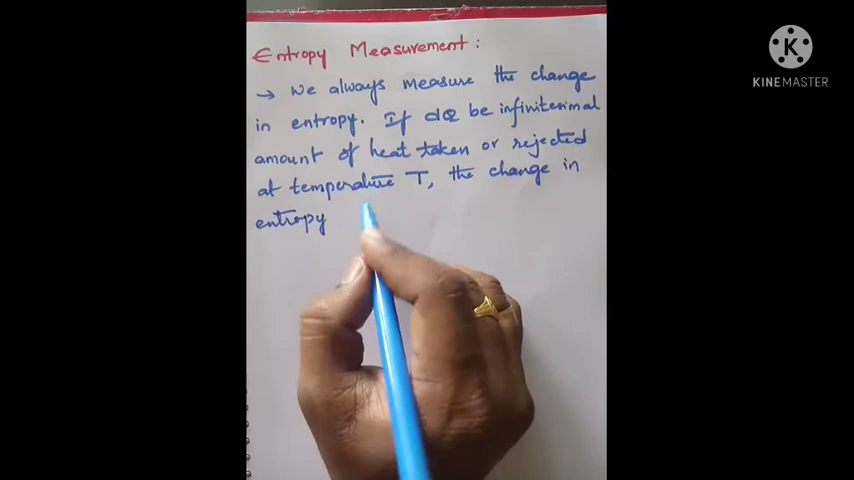 Entropy Measurement:
→ We always measure the change
in entropy. If dQ be infinitesimal
amount of heat taken or rejected
at temperature T, the change in
entropy
K
KINEMASTER